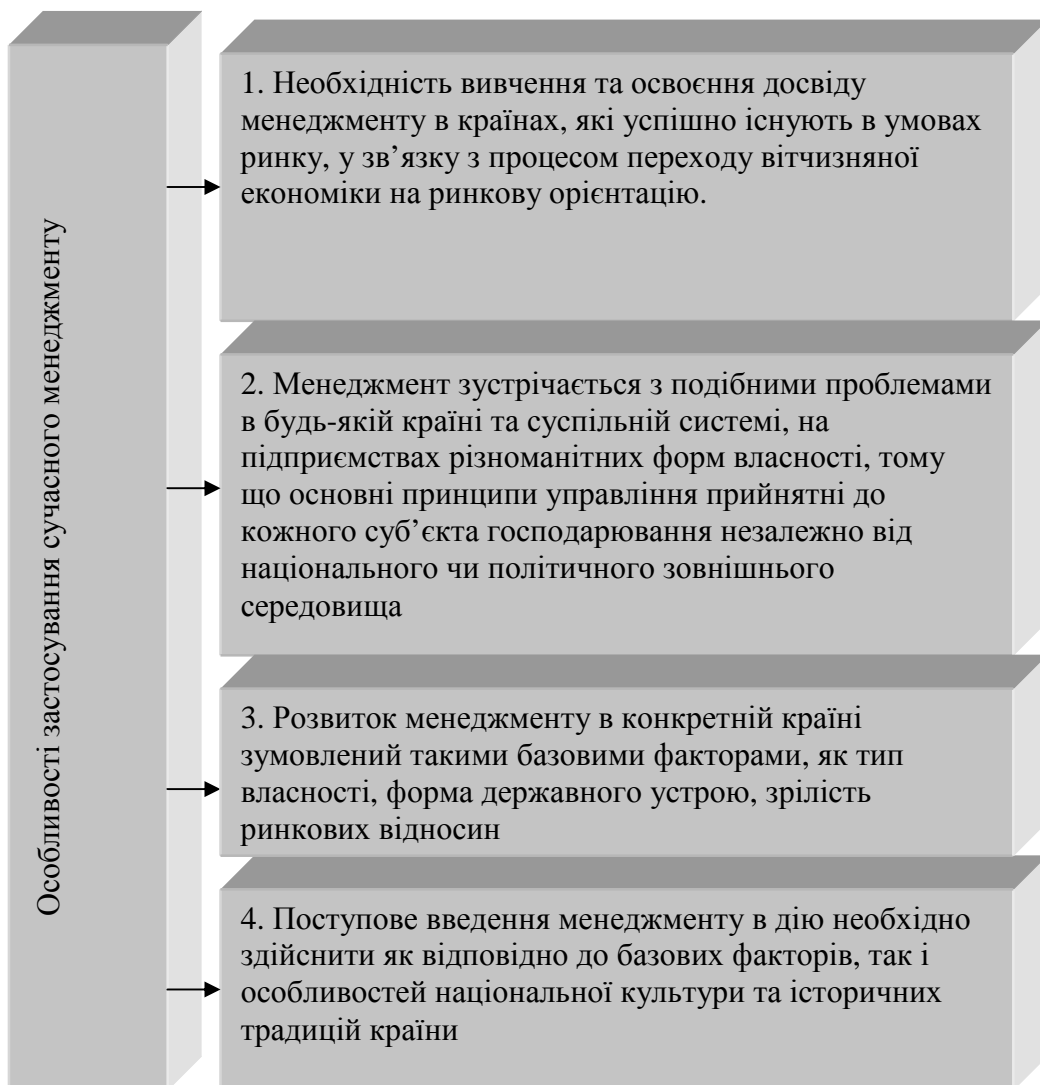 Особливості застосування сучасного менеджменту
1. Необхідність вивчення та освоєння досвіду
менеджменту в країнах, які успішно існують в умовах
ринку, у зв’язку з процесом переходу вітчизняної
економіки на ринкову орієнтацію.
2. Менеджмент зустрічається з подібними проблемами
в будь-якій країні та суспільній системі, на
підприємствах різноманітних форм власності, тому
що основні принципи управління прийнятні до
кожного суб’єкта господарювання незалежно від
національного чи політичного зовнішнього
середовища
3. Розвиток менеджменту в конкретній країні
зумовлений такими базовими факторами, як тип
власності, форма державного устрою, зрілість
ринкових відносин
4. Поступове введення менеджменту в дію необхідно
здійснити як відповідно до базових факторів, так і
особливостей національної культури та історичних
традицій країни